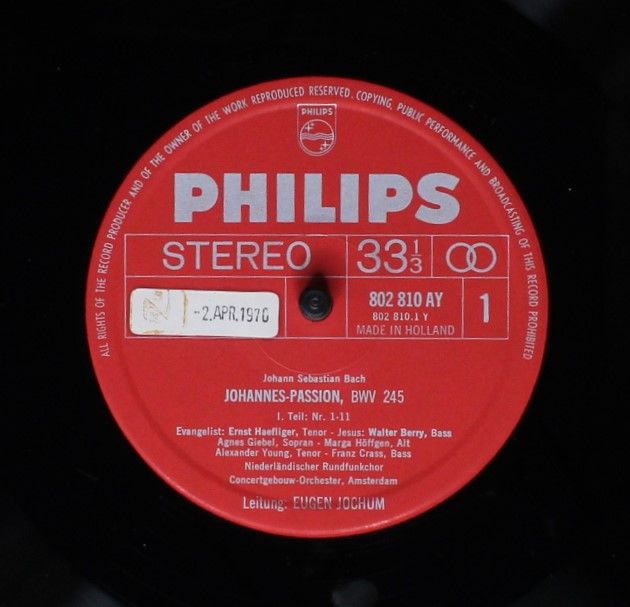 ALL RIGHTS OF THE RECORD PRODUCER AND OF THE OWNER OF THE WORK REPRODUCED RESERVED. COPYING, PUBLIC PERFORMANCE AND BROADCASTING OF THIS RECORD PROHIBITED
PHILIPS
PHILIPS
STEREO 33 1/3
-2.APR.1970 802 810 AY 1
802 810.1 Y
MADE IN HOLLAND
Johann Sebastian Bach
JOHANNES-PASSION, BWV 245
I. Teil: Nr. 1-11
Evangelist: Ernst Haefliger, Tenor - Jesus: Walter Berry, Bass
Agnes Giebel, Sopran - Marga Höffgen, Alt
Alexander Young, Tenor - Franz Crass, Bass
Niederländischer Rundfunkchor
Concertgebouw-Orchester, Amsterdam
Leitung: EUGEN JOCHUM